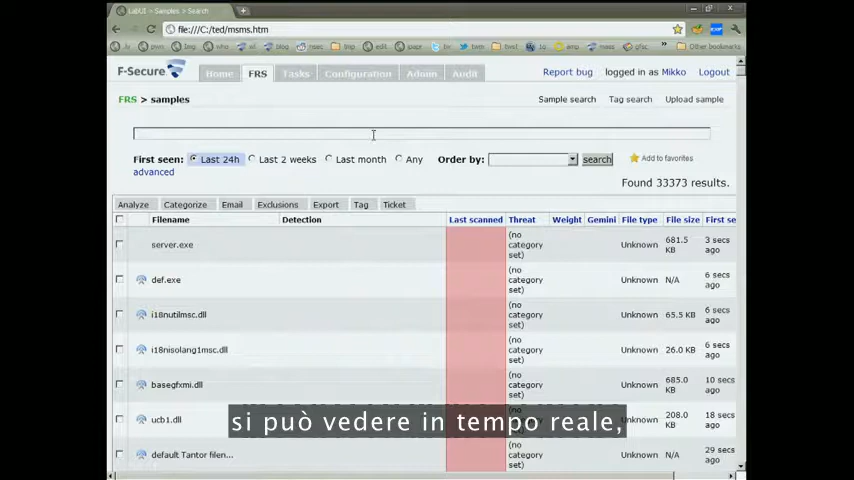 LabUI > Samples > Search
file:///C:/ted/msms.htm
Other bookmarks
F-Secure
Home FRS Tasks Configuration Admin Audit
Report bug logged in as Mikko Logout
FRS > samples
Sample search Tag search Upload sample
First seen: Last 24h Last 2 weeks Last month Any Order by: search Add to favorites
advanced
Found 33373 results.
Analyze Categorize Email Exclusions Export Tag Ticket
Filename Detection Last scanned Threat Weight Gemini File type File size First se
server.exe (no category set) Unknown 681.5 KB 3 secs ago
def.exe (no category set) Unknown N/A 6 secs ago
i18nutilmsc.dll (no category set) Unknown 65.5 KB 6 secs ago
i18nisolang1msc.dll (no category set) Unknown 26.0 KB 6 secs ago
basegfxmi.dll (no category set) Unknown 685.0 KB 10 secs ago
ucb1.dll Unknown 208.0 KB 18 secs ago
default Tantor filen... category set) Unknown N/A 29 secs ago
si può vedere in tempo reale,